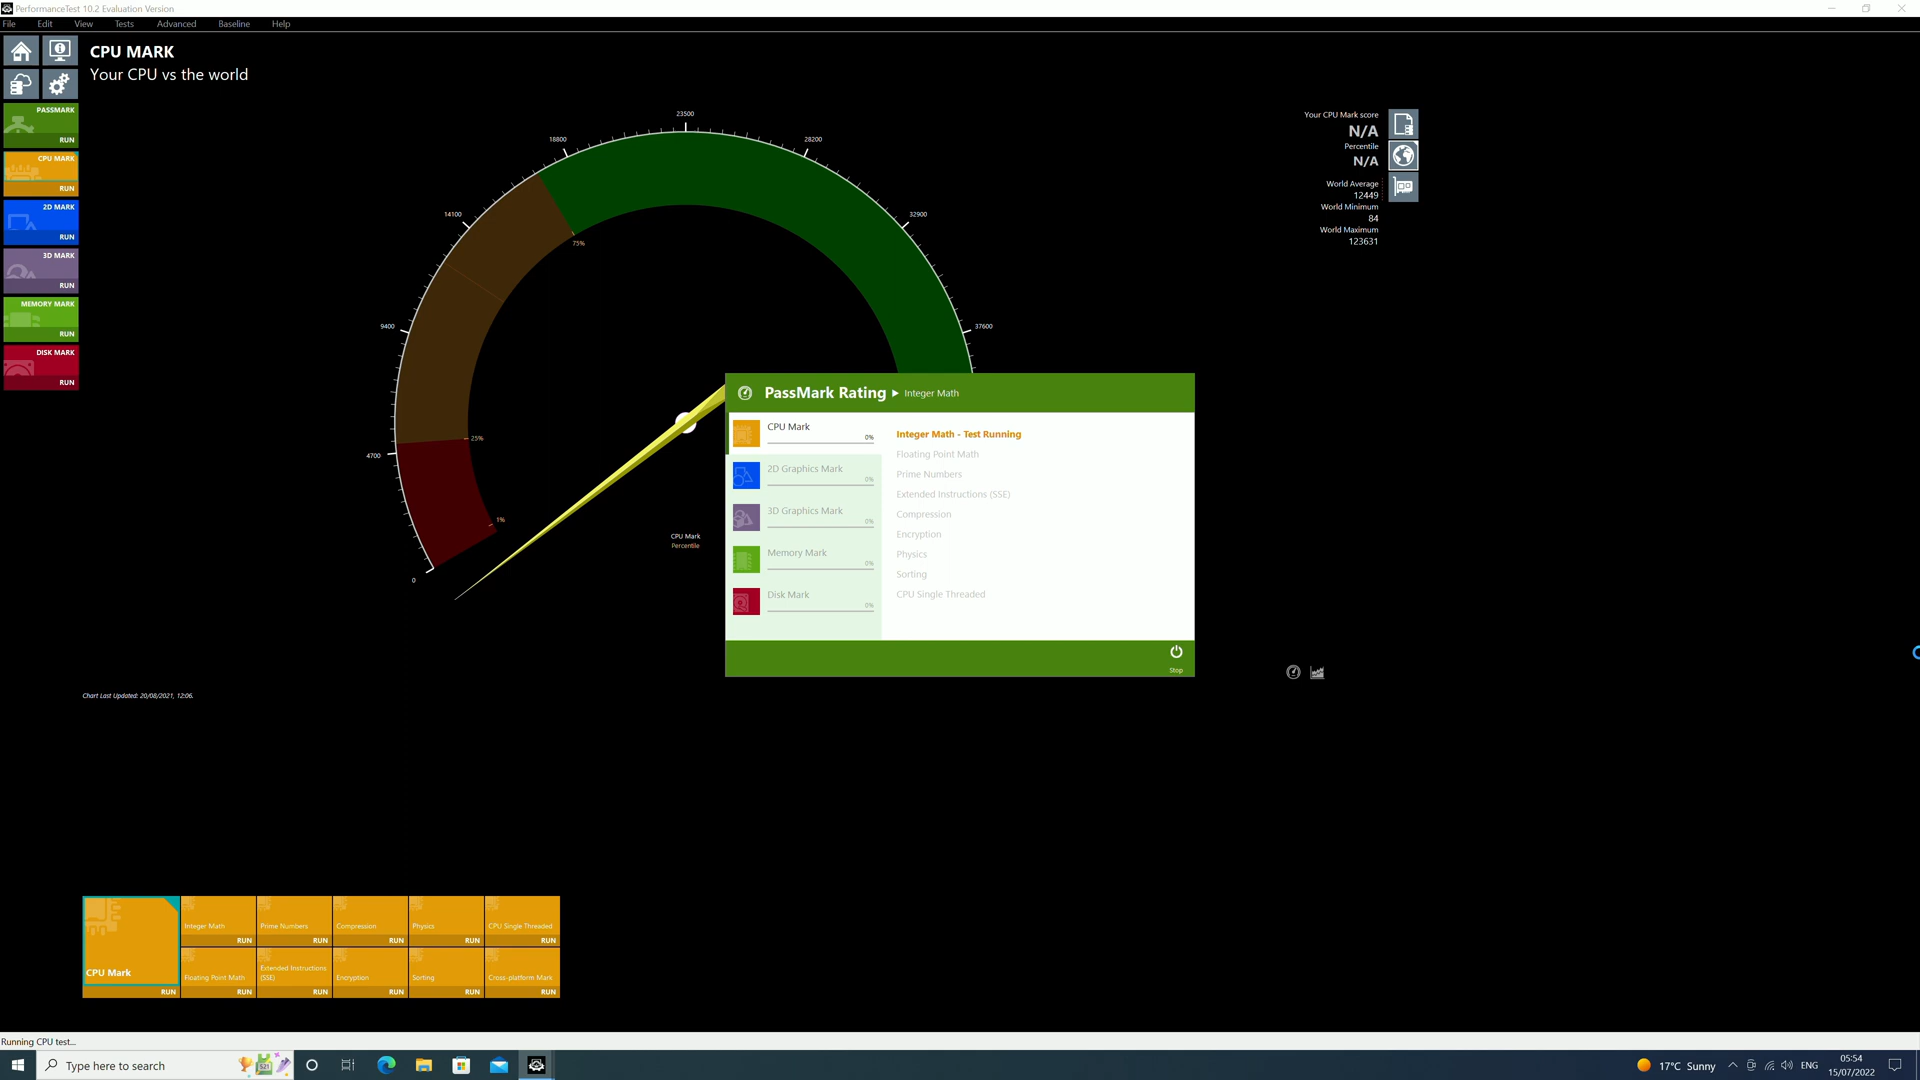 PerformanceTest 10.2 Evaluation Version
File Edit View Tests Advanced Baseline Help
CPU MARK
Your CPU vs the world
PASSMARK
RUN
CPU MARK
RUN
2D MARK
RUN
3D MARK
RUN
MEMORY MARK
RUN
DISK MARK
RUN
0
4700
9400
14100
18800
23500
28200
32900
37600
1%
25%
75%
CPU Mark
Percentile
Your CPU Mark score
N/A
Percentile
N/A
World Average
12449
World Minimum
84
World Maximum
123631
PassMark Rating ▶ Integer Math
CPU Mark
0%
2D Graphics Mark
0%
3D Graphics Mark
0%
Memory Mark
0%
Disk Mark
0%
Integer Math - Test Running
Floating Point Math
Prime Numbers
Extended Instructions (SSE)
Compression
Encryption
Physics
Sorting
CPU Single Threaded
Stop
Chart Last Updated: 20/08/2021, 12:06.
CPU Mark
RUN
Integer Math
RUN
Prime Numbers
RUN
Compression
RUN
Physics
RUN
CPU Single Threaded
RUN
Floating Point Math
RUN
Extended Instructions
(SSE)
RUN
Encryption
RUN
Sorting
RUN
Cross-platform Mark
RUN
Running CPU test...
Type here to search
17°C Sunny
ENG
05:54
15/07/2022